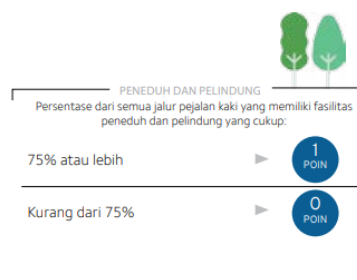 PENEDUH DAN PELINDUNG
Persentase dari semua jalur pejalan kaki yang memiliki fasilitas
peneduh dan pelindung yang cukup:
75% atau lebih
1
POIN
Kurang dari 75%
0
POIN